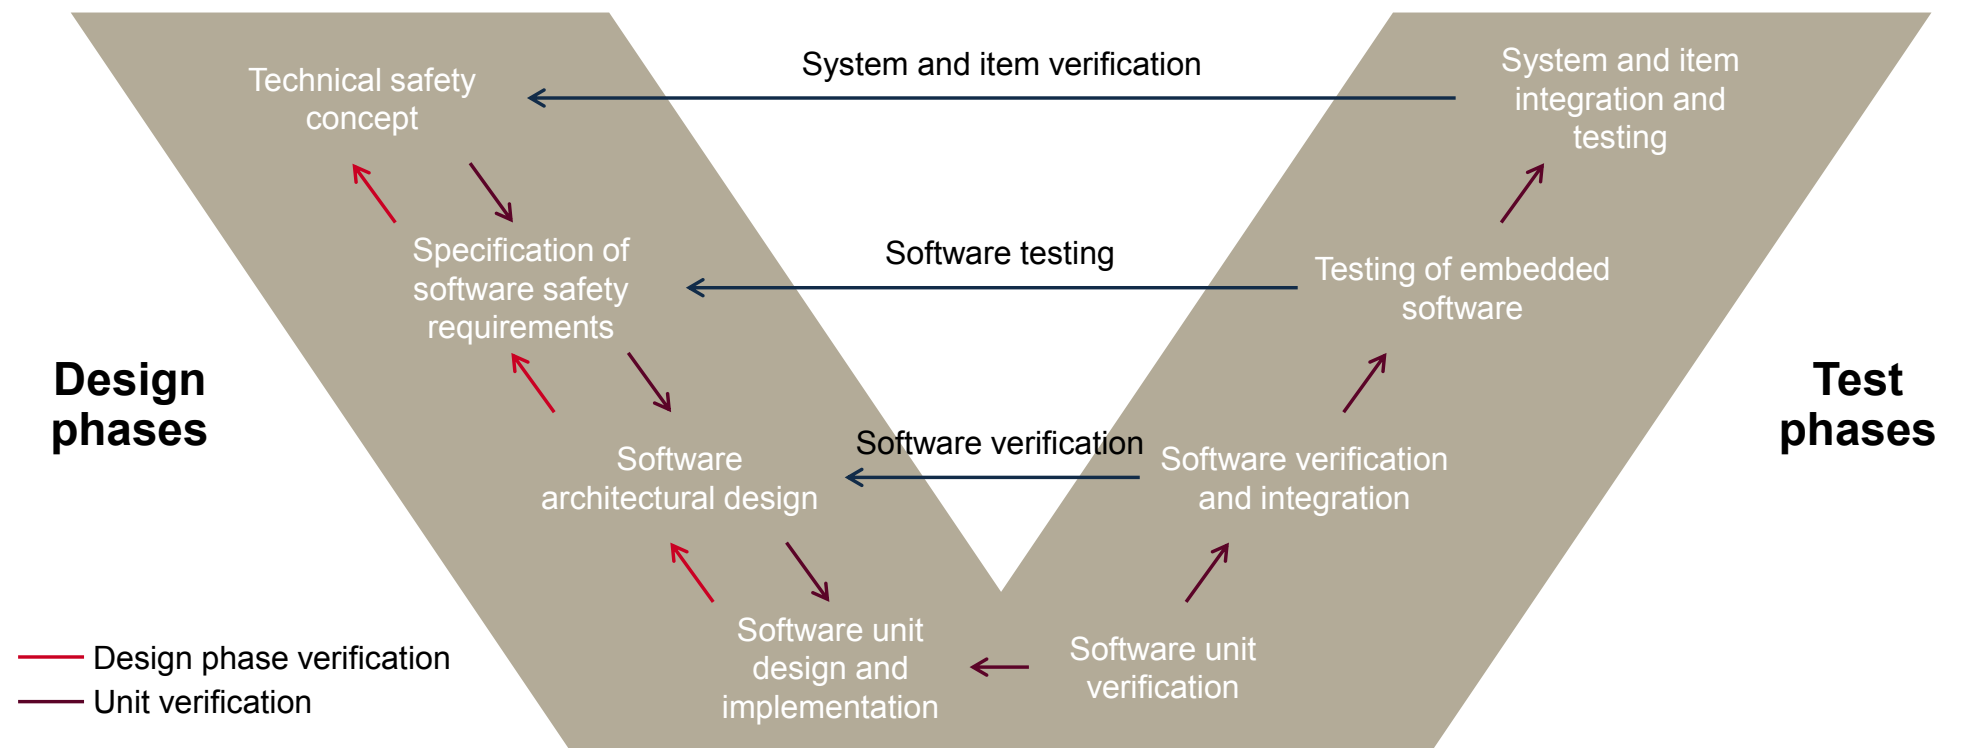 Technical safety
concept
System and item verification
System and item
integration and
testing
Specification of
software safety
requirements
Software testing
Testing of embedded
software
Design
phases
Test
phases
Software
architectural design
Software verification
Software verification
and integration
Software unit
design and
implementation
Software unit
verification
Design phase verification
Unit verification